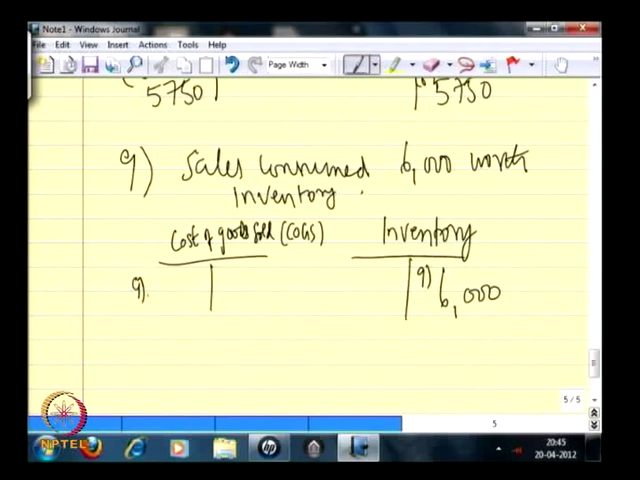 Note1 - Windows Journal
File Edit View Insert Actions Tools Help
Page Width
5750 5750
9) Sales Consumed 6,000 worth
Inventory.
Cost of goods sold (COGS) Inventory
9). 9) 6,000
5/5
5
NPTEL
hp
20:45
20-04-2012